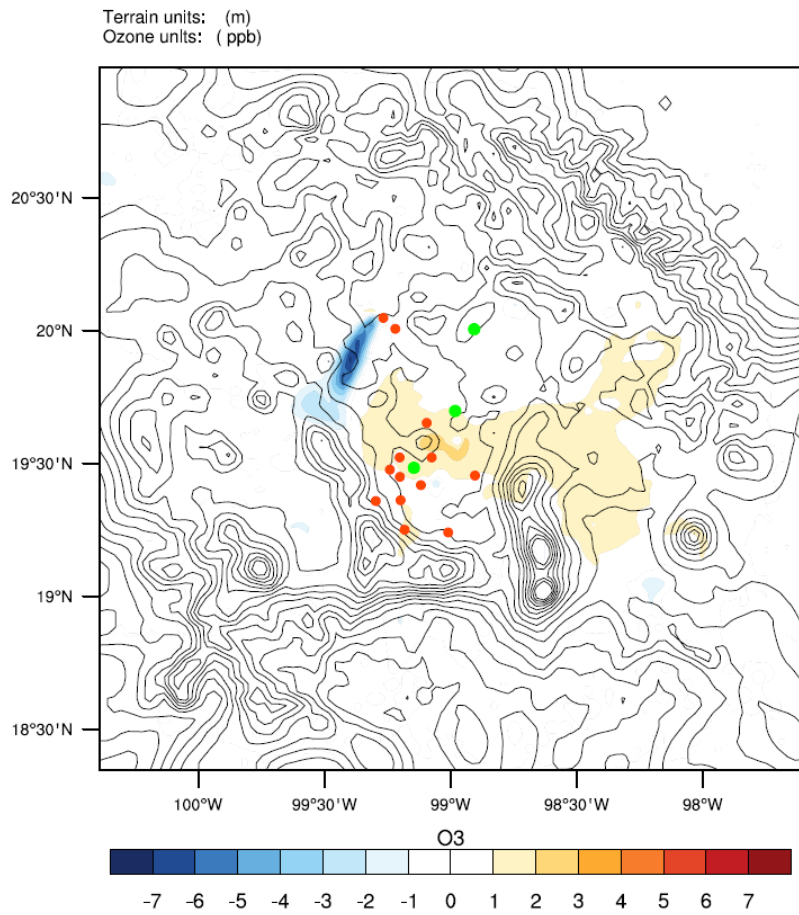 Terrain units: (m)
Ozone units: ( ppb)
20°30'N
20°N
19°30'N
19°N
18°30'N
100°W 99°30'W 99°W 98°30'W 98°W
O3
-7 -6 -5 -4 -3 -2 -1 0 1 2 3 4 5 6 7